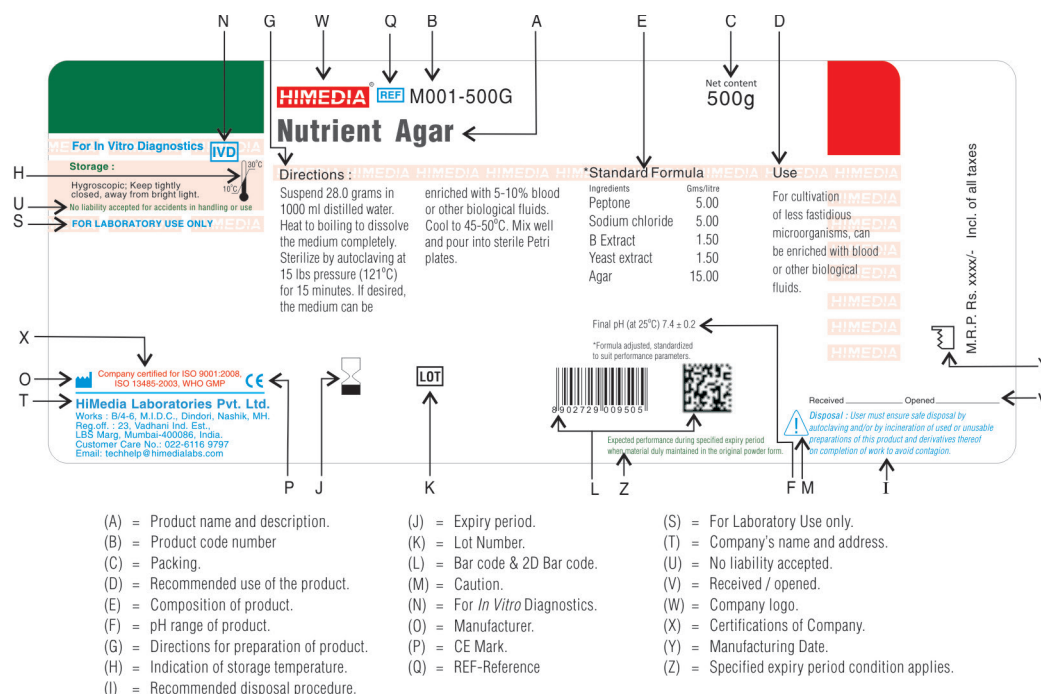 N
G
W
Q
B
A
E
C
D
HIMEDIA®
REF
M001-500G
Net content
500g
Nutrient Agar
For In Vitro Diagnostics
IVD
H
Storage :
30°C
10°C
Hygroscopic; Keep tightly
closed, away from bright light.
U
No liability accepted for accidents in handling or use
S
FOR LABORATORY USE ONLY
Directions :
Suspend 28.0 grams in
1000 ml distilled water.
Heat to boiling to dissolve
the medium completely.
Sterilize by autoclaving at
15 lbs pressure (121°C)
for 15 minutes. If desired,
the medium can be
enriched with 5-10% blood
or other biological fluids.
Cool to 45-50°C. Mix well
and pour into sterile Petri
plates.
*Standard Formula
Ingredients Gms/litre
Peptone 5.00
Sodium chloride 5.00
B Extract 1.50
Yeast extract 1.50
Agar 15.00
Final pH (at 25°C) 7.4 ± 0.2
*Formula adjusted, standardized
to suit performance parameters.
Use
For cultivation
of less fastidious
microorganisms, can
be enriched with blood
or other biological
fluids.
HIMEDIA
HIMEDIA
HIMEDIA
HIMEDIA
HIMEDIA
M.R.P. Rs. xxxx/- Incl. of all taxes
X
Company certified for ISO 9001:2008,
ISO 13485-2003, WHO GMP
O
CE
T
HiMedia Laboratories Pvt. Ltd.
Works : B/4-6, M.I.D.C., Dindori, Nashik, MH.
Reg.off. : 23, Vadhani Ind. Est.,
LBS Marg, Mumbai-400086, India.
Customer Care No.: 022-6116 9797
Email: techhelp@himedialabs.com
LOT
8902729009505
Expected performance during specified expiry period
when material duly maintained in the original powder form.
Received Opened
Disposal : User must ensure safe disposal by
autoclaving and/or by incineration of used or unusable
preparations of this product and derivatives thereof
on completion of work to avoid contagion.
P
J
K
L
Z
F
M
I
(A) = Product name and description.
(B) = Product code number
(C) = Packing.
(D) = Recommended use of the product.
(E) = Composition of product.
(F) = pH range of product.
(G) = Directions for preparation of product.
(H) = Indication of storage temperature.
(I) = Recommended disposal procedure.
(J) = Expiry period.
(K) = Lot Number.
(L) = Bar code & 2D Bar code.
(M) = Caution.
(N) = For In Vitro Diagnostics.
(O) = Manufacturer.
(P) = CE Mark.
(Q) = REF-Reference
(S) = For Laboratory Use only.
(T) = Company's name and address.
(U) = No liability accepted.
(V) = Received / opened.
(W) = Company logo.
(X) = Certifications of Company.
(Y) = Manufacturing Date.
(Z) = Specified expiry period condition applies.